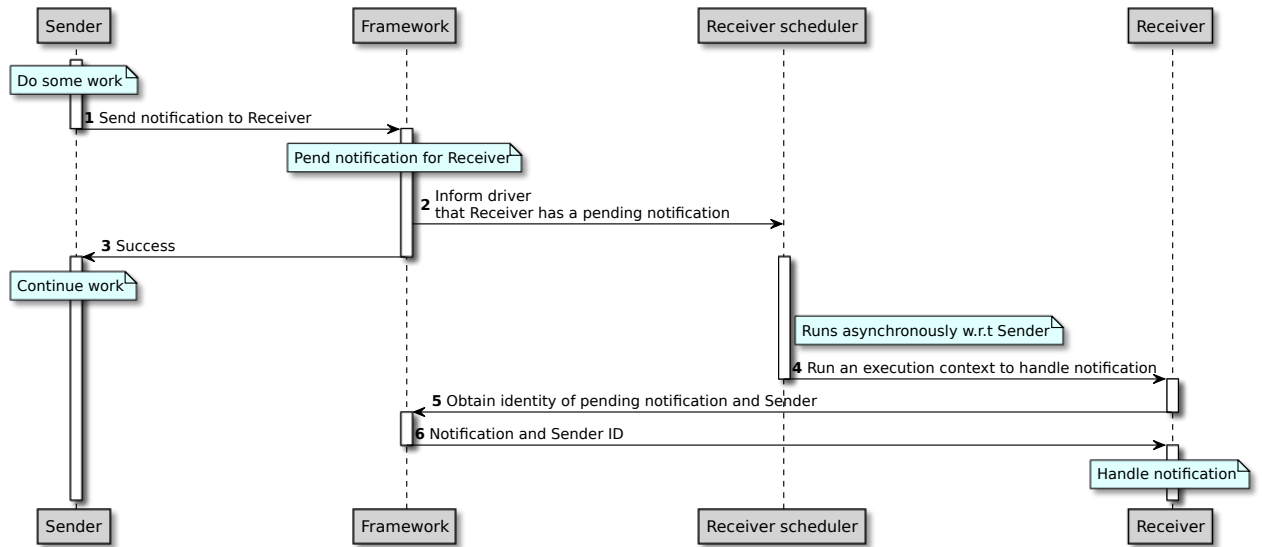 Sender Framework Receiver scheduler Receiver
Do some work
1 Send notification to Receiver
Pend notification for Receiver
2 Inform driver
that Receiver has a pending notification
3 Success
Continue work
Runs asynchronously w.r.t Sender
4 Run an execution context to handle notification
5 Obtain identity of pending notification and Sender
6 Notification and Sender ID
Handle notification
Sender Framework Receiver scheduler Receiver